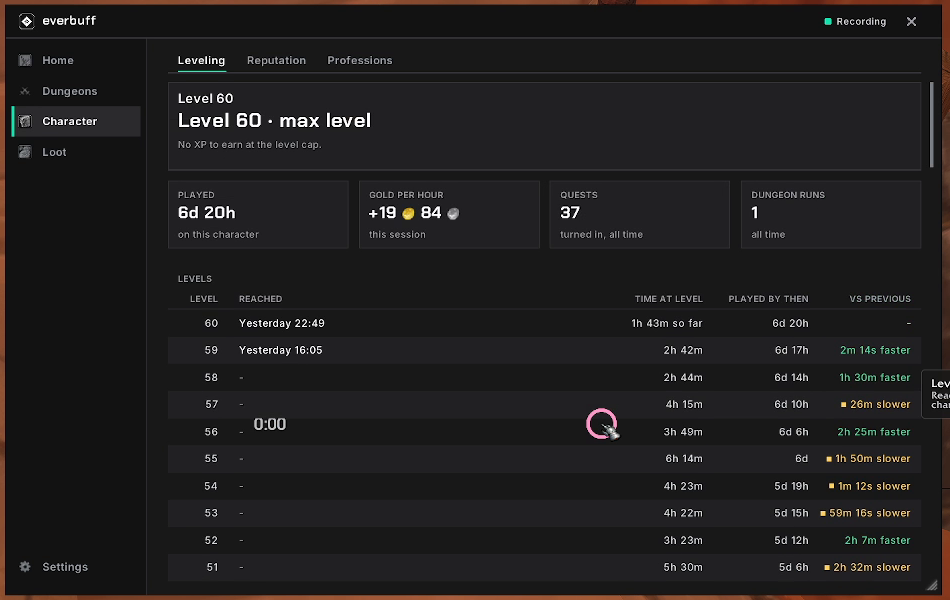 everbuff
Recording
Home
Dungeons
Character
Loot
Settings
Leveling Reputation Professions
Level 60
Level 60 · max level
No XP to earn at the level cap.
PLAYED
6d 20h
on this character
GOLD PER HOUR
+19 84
this session
QUESTS
37
turned in, all time
DUNGEON RUNS
1
all time
LEVELS
LEVEL REACHED TIME AT LEVEL PLAYED BY THEN VS PREVIOUS
60 Yesterday 22:49 1h 43m so far 6d 20h -
59 Yesterday 16:05 2h 42m 6d 17h 2m 14s faster
58 - 2h 44m 6d 14h 1h 30m faster
57 - 4h 15m 6d 10h 26m slower
0:00
56 - 3h 49m 6d 6h 2h 25m faster
55 - 6h 14m 6d 1h 50m slower
54 - 4h 23m 5d 19h 1m 12s slower
53 - 4h 22m 5d 15h 59m 16s slower
52 - 3h 23m 5d 12h 2h 7m faster
51 - 5h 30m 5d 6h 2h 32m slower
Lev
Rea
cha